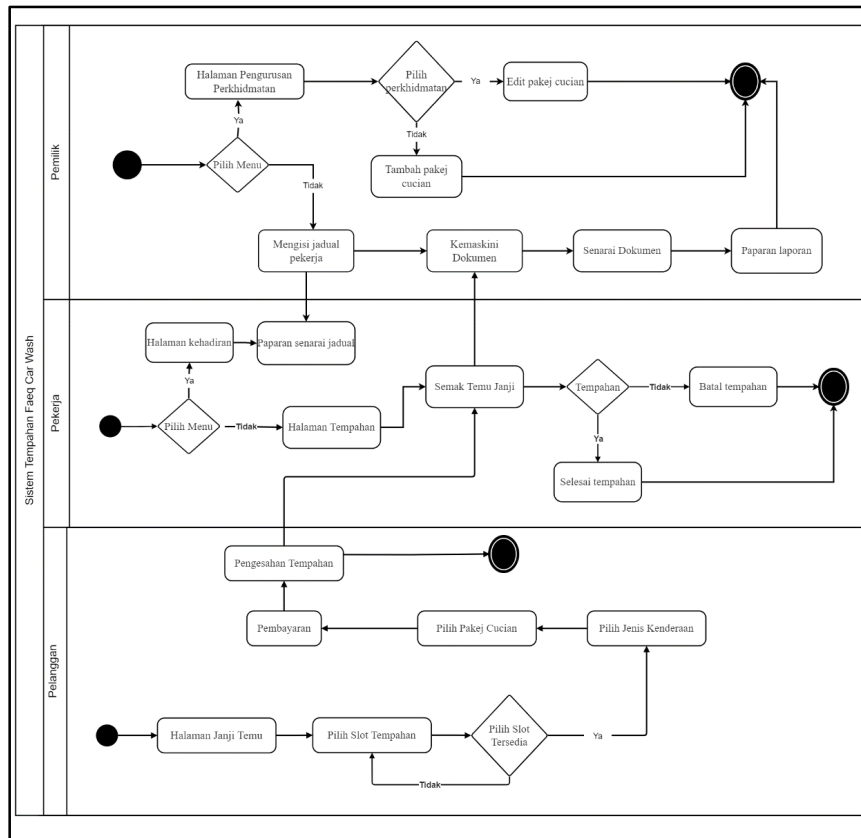 Sistem Tempahan Faeq Car Wash
Pemilik
Halaman Pengurusan
Perkhidmatan
Pilih
perkhidmatan
Ya
Edit pakej cucian
Ya
Tidak
Pilih Menu
Tambah pakej
cucian
Tidak
Mengisi jadual
pekerja
Kemaskini
Dokumen
Senarai Dokumen
Paparan laporan
Pekerja
Halaman kehadiran
Paparan senarai jadual
Ya
Pilih Menu
Tidak
Halaman Tempahan
Semak Temu Janji
Tempahan
Tidak
Batal tempahan
Ya
Selesai tempahan
Pelanggan
Pengesahan Tempahan
Pembayaran
Pilih Pakej Cucian
Pilih Jenis Kenderaan
Halaman Janji Temu
Pilih Slot Tempahan
Pilih Slot
Tersedia
Ya
Tidak